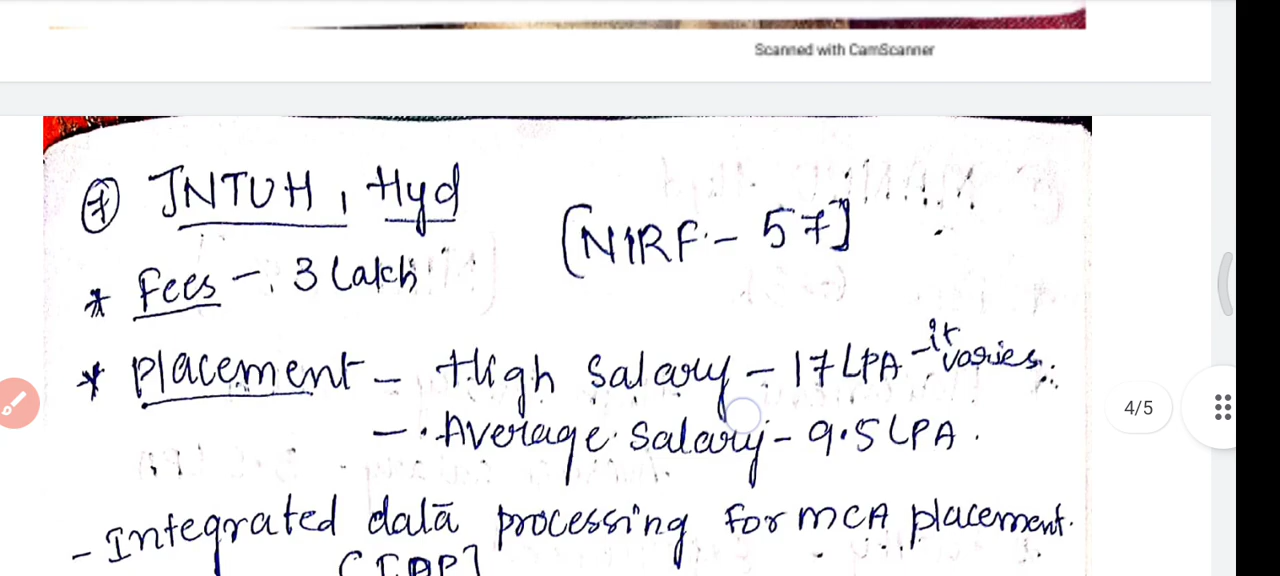 Scanned with CamScanner
⑦ JNTUH, Hyd
[NIRF - 57]
* Fees - 3 lakh
* Placement - High Salary - 17 LPA - it varies.
- Average Salary - 9.5 LPA.
4/5
- Integrated data processing for MCA placement.
[IDP]